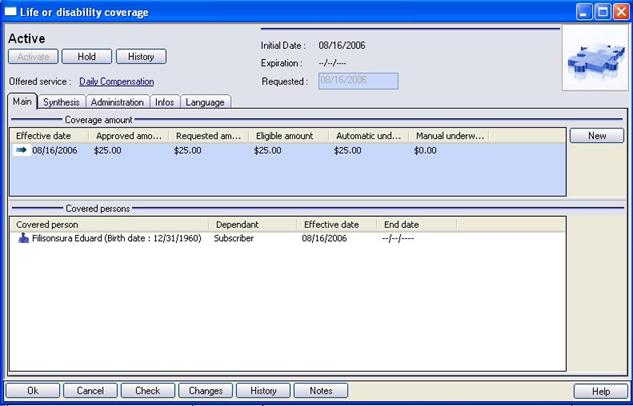 Life or disability coverage
Active
Activate Hold History
Initial Date : 08/16/2006
Expiration : --/--/----
Requested : 08/16/2006
Offered service : Daily Compensation
Main Synthesis Administration Infos Language
Coverage amount
Effective date Approved amo... Requested am... Eligible amount Automatic und... Manual underw...
08/16/2006 $25.00 $25.00 $25.00 $25.00 $0.00
New
Covered persons
Covered person Dependant Effective date End date
Filisonsura Eduard (Birth date : 12/31/1960) Subscriber 08/16/2006 --/--/----
Ok Cancel Check Changes History Notes Help